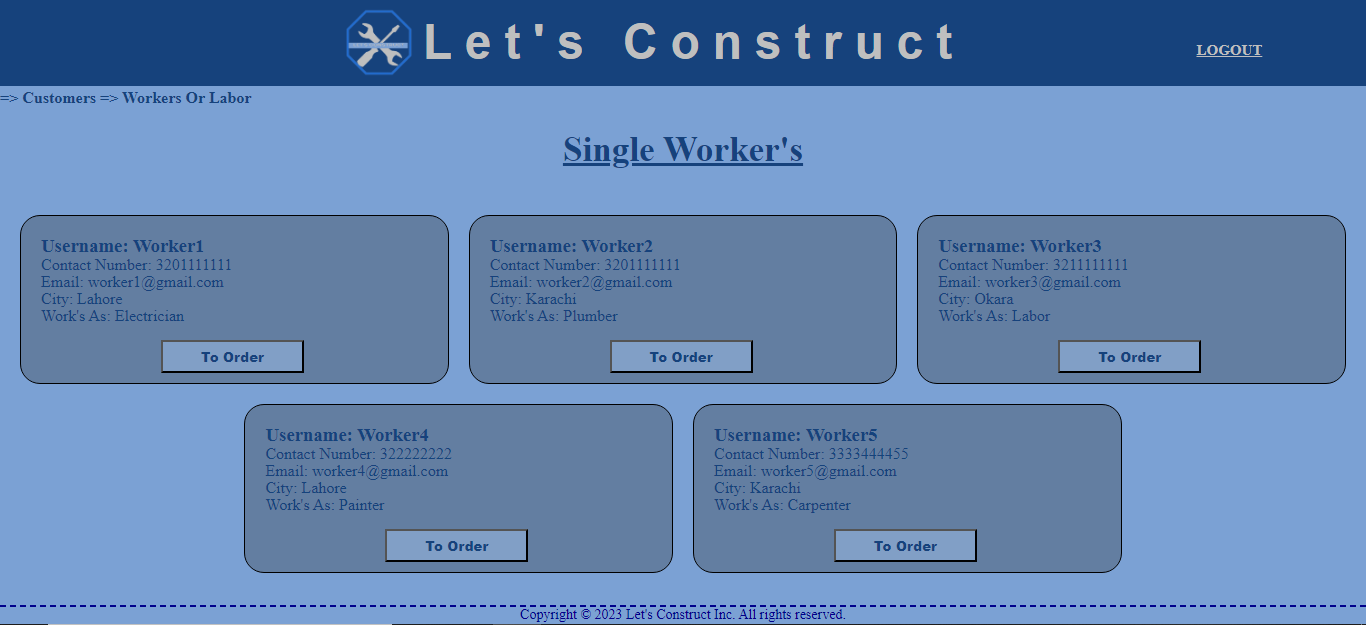 Let's Construct
LOGOUT
=> Customers => Workers Or Labor
Single Worker's
Username: Worker1
Contact Number: 3201111111
Email: worker1@gmail.com
City: Lahore
Work's As: Electrician
To Order
Username: Worker2
Contact Number: 3201111111
Email: worker2@gmail.com
City: Karachi
Work's As: Plumber
To Order
Username: Worker3
Contact Number: 3211111111
Email: worker3@gmail.com
City: Okara
Work's As: Labor
To Order
Username: Worker4
Contact Number: 322222222
Email: worker4@gmail.com
City: Lahore
Work's As: Painter
To Order
Username: Worker5
Contact Number: 3333444455
Email: worker5@gmail.com
City: Karachi
Work's As: Carpenter
To Order
Copyright © 2023 Let's Construct Inc. All rights reserved.